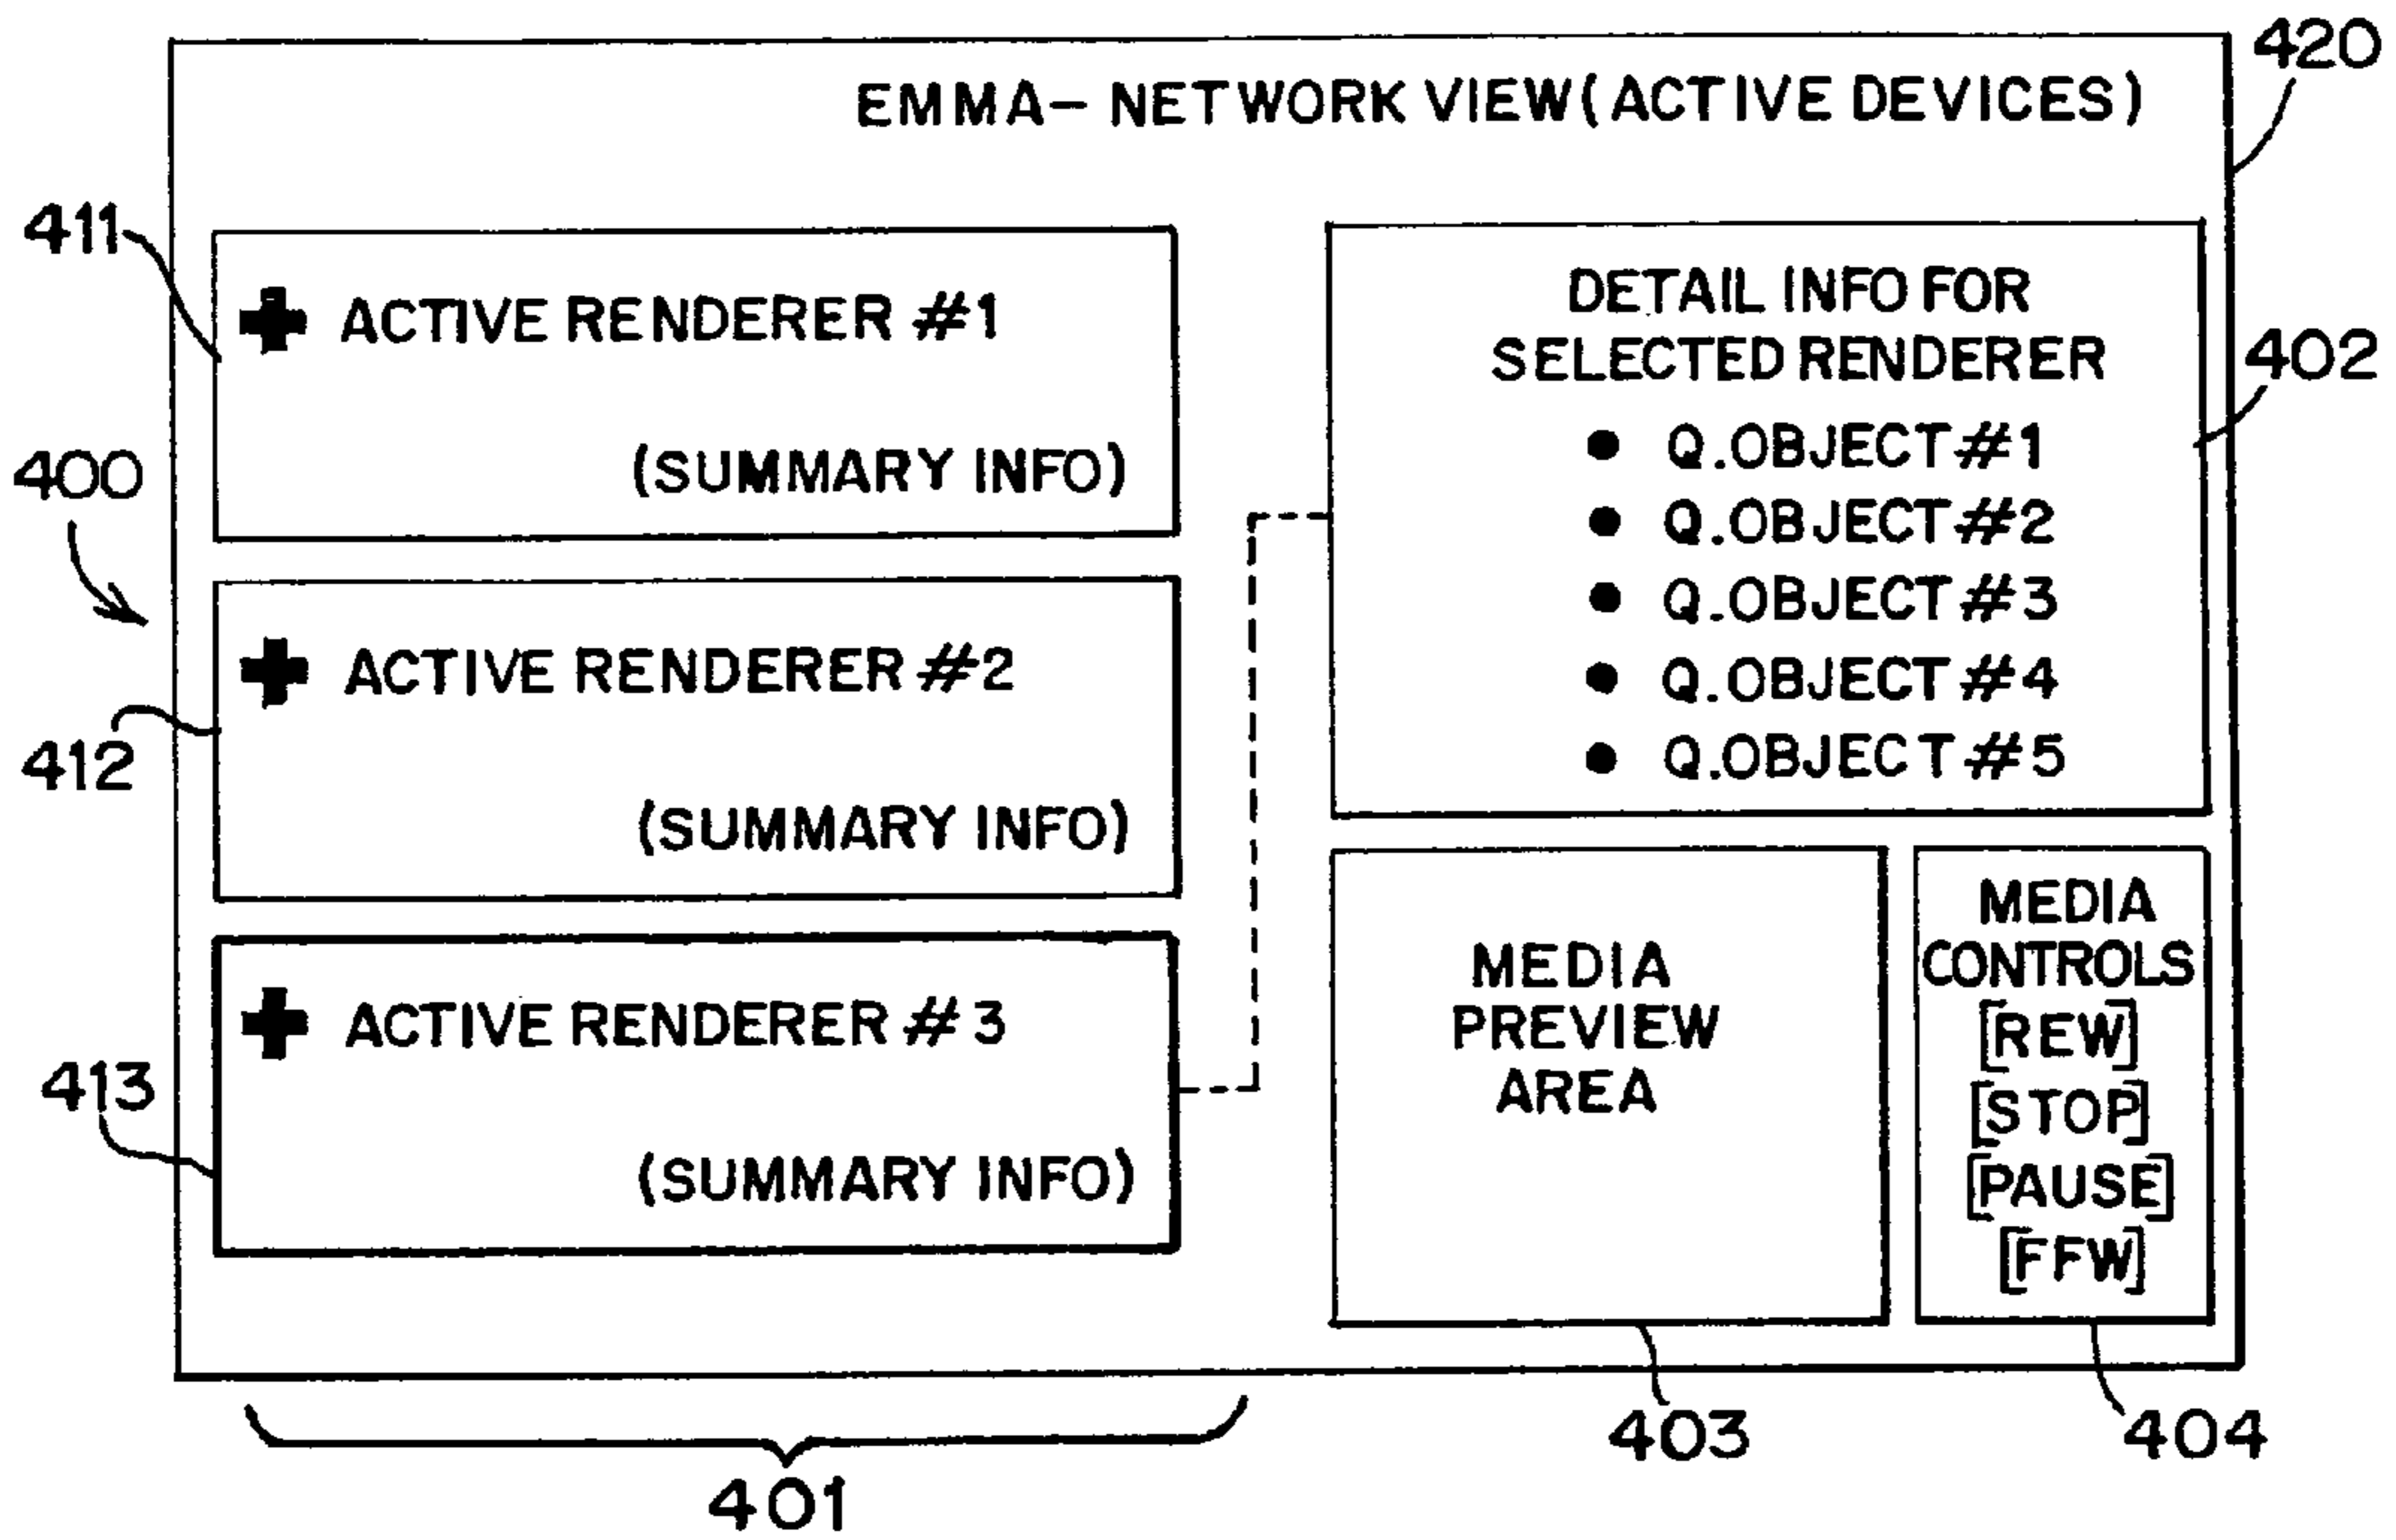 420
EMMA- NETWORK VIEW(ACTIVE DEVICES)
411
ACTIVE RENDERER #1
(SUMMARY INFO)
400
412
ACTIVE RENDERER #2
(SUMMARY INFO)
413
ACTIVE RENDERER #3
(SUMMARY INFO)
401
DETAIL INFO FOR
SELECTED RENDERER
402
• Q.OBJECT #1
• Q.OBJECT #2
• Q.OBJECT #3
• Q.OBJECT #4
• Q.OBJECT #5
MEDIA
PREVIEW
AREA
403
MEDIA
CONTROLS
[REW]
[STOP]
[PAUSE]
[FFW]
404